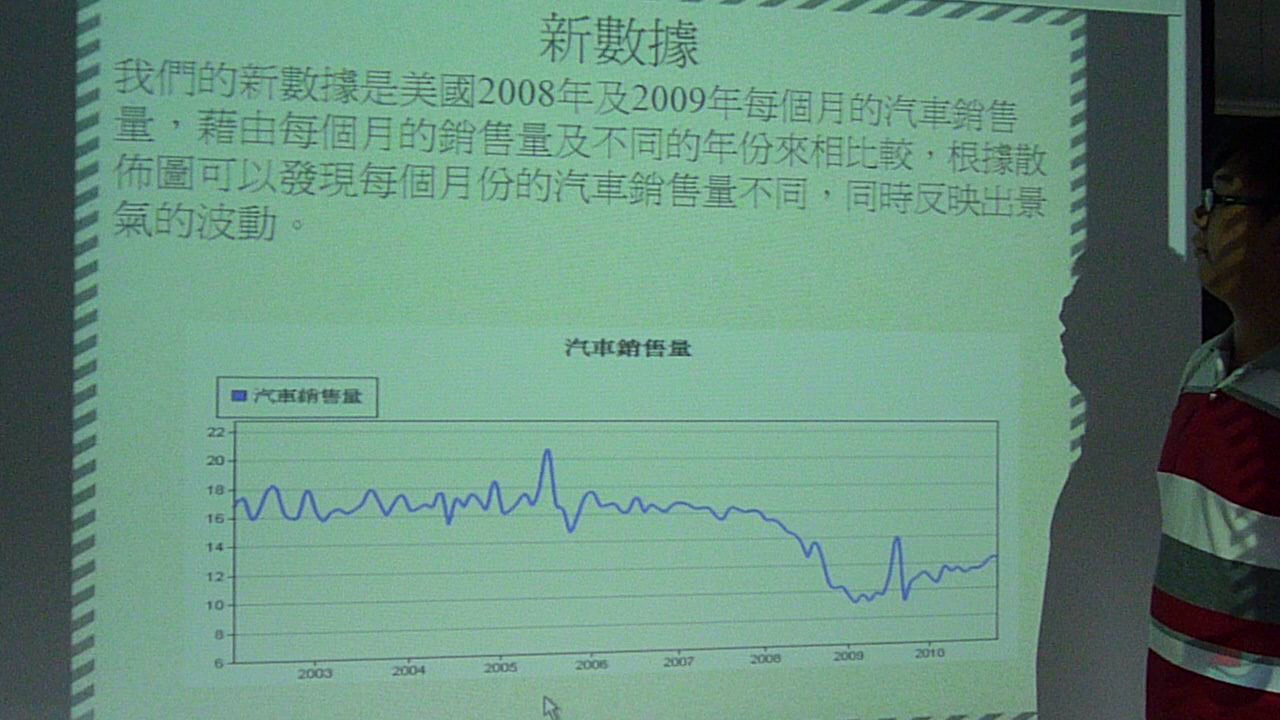 新數據
我們的新數據是美國2008年及2009年每個月的汽車銷售
量，藉由每個月的銷售量及不同的年份來相比較，根據散
佈圖可以發現每個月份的汽車銷售量不同，同時反映出景
氣的波動。
汽車銷售量
汽車銷售量
22
20
18
16
14
12
10
8
6
2003 2004 2005 2006 2007 2008 2009 2010